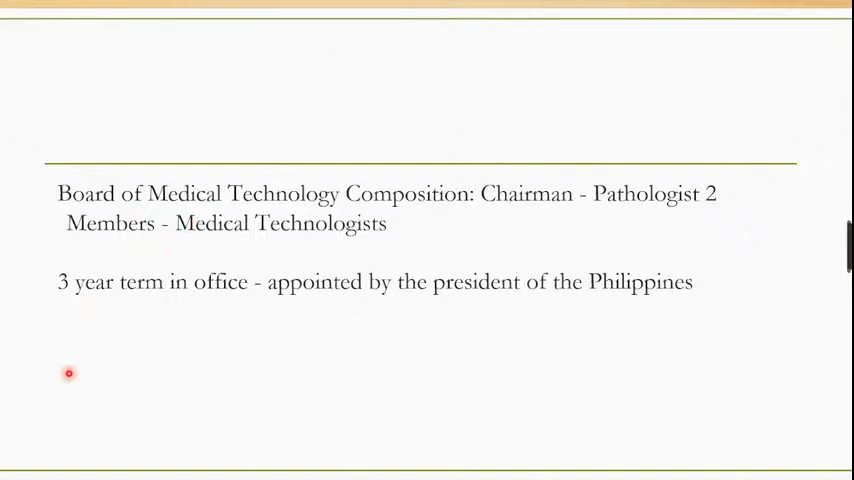 Board of Medical Technology Composition: Chairman - Pathologist 2
Members - Medical Technologists
3 year term in office - appointed by the president of the Philippines